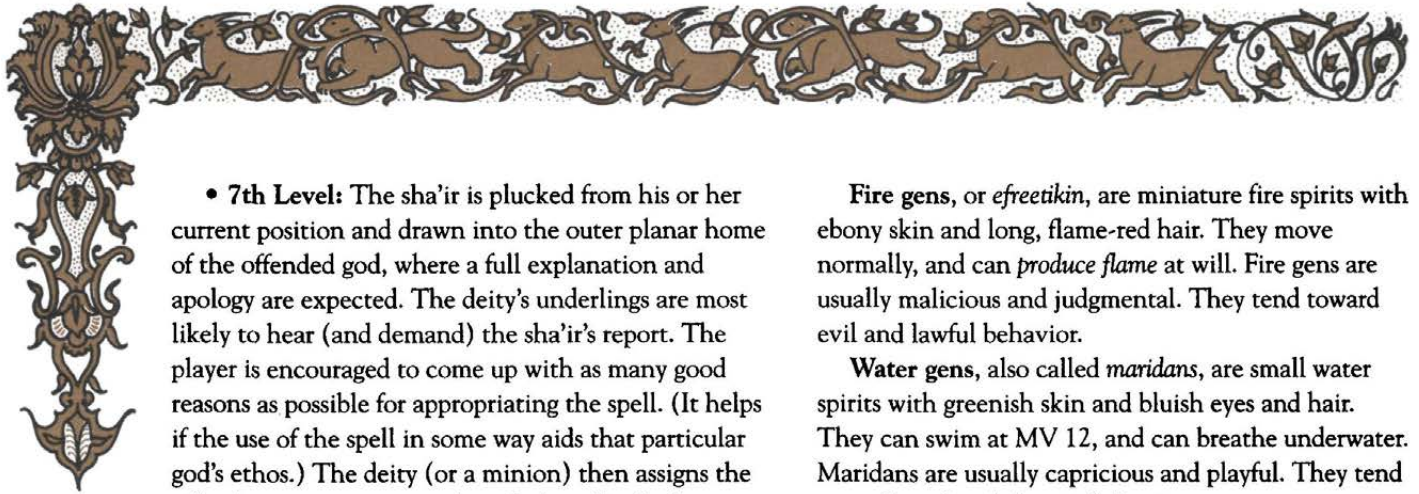 • 7th Level: The sha'ir is plucked from his or her
current position and drawn into the outer planar home
of the offended god, where a full explanation and
apology are expected. The deity's underlings are most
likely to hear (and demand) the sha'ir's report. The
player is encouraged to come up with as many good
reasons as possible for appropriating the spell. (It helps
if the use of the spell in some way aids that particular
god's ethos.) The deity (or a minion) then assigns the
Fire gens, or efreetikin, are miniature fire spirits with
ebony skin and long, flame-red hair. They move
normally, and can produce flame at will. Fire gens are
usually malicious and judgmental. They tend toward
evil and lawful behavior.
Water gens, also called maridans, are small water
spirits with greenish skin and bluish eyes and hair.
They can swim at MV 12, and can breathe underwater.
Maridans are usually capricious and playful. They tend